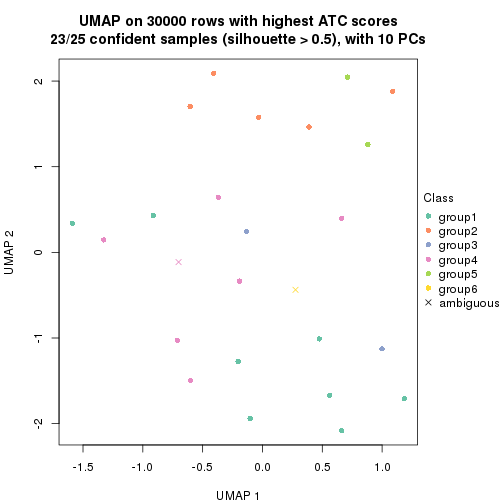 UMAP on 30000 rows with highest ATC scores
23/25 confident samples (silhouette > 0.5), with 10 PCs
UMAP 2
2
1
0
-1
-2
-1.5
-1.0
-0.5
0.0
0.5
1.0
UMAP 1
Class
group1
group2
group3
group4
group5
group6
ambiguous